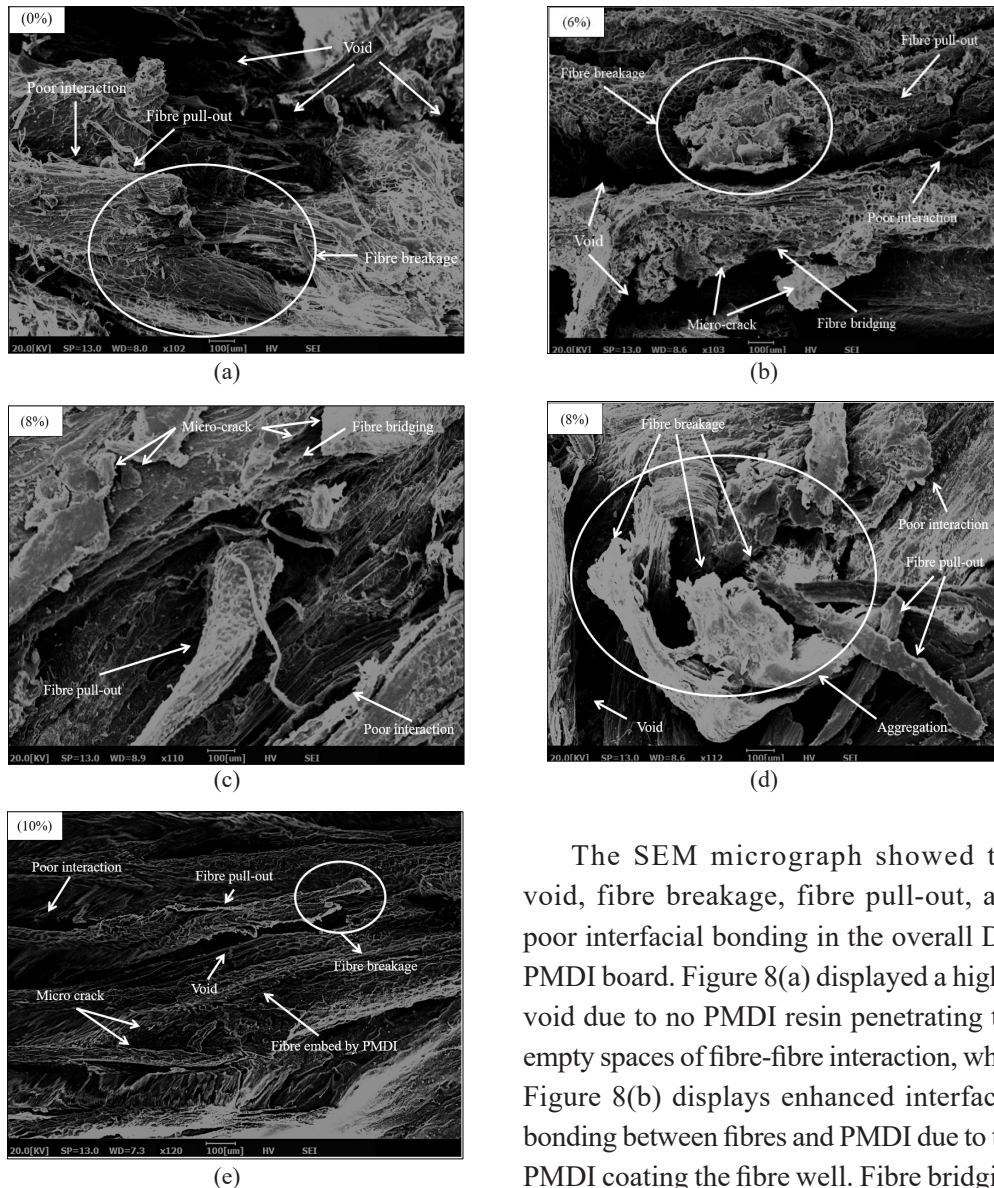 (0%)
Void
Poor interaction
Fibre pull-out
Fibre breakage
20.0[KV] SP=13.0 WD=8.0 x102 100[um] HV SEI
(a)
(6%)
Fibre pull-out
Fibre breakage
Poor interaction
Void
Micro-crack
Fibre bridging
20.0[KV] SP=13.0 WD=8.6 x103 100[um] HV SEI
(b)
(8%)
Micro-crack
Fibre bridging
Fibre pull-out
Poor interaction
20.0[KV] SP=13.0 WD=8.9 x110 100[um] HV SEI
(c)
(8%)
Fibre breakage
Poor interaction
Fibre pull-out
Void
Aggregation
20.0[KV] SP=13.0 WD=8.6 x112 100[um] HV SEI
(d)
(10%)
Poor interaction
Fibre pull-out
Fibre breakage
Void
Micro crack
Fibre embed by PMDI
20.0[KV] SP=13.0 WD=7.3 x120 100[um] HV SEI
(e)
The SEM micrograph showed t
void, fibre breakage, fibre pull-out, a
poor interfacial bonding in the overall D
PMDI board. Figure 8(a) displayed a high
void due to no PMDI resin penetrating t
empty spaces of fibre-fibre interaction, wh
Figure 8(b) displays enhanced interfac
bonding between fibres and PMDI due to t
PMDI coating the fibre well. Fibre bridgi